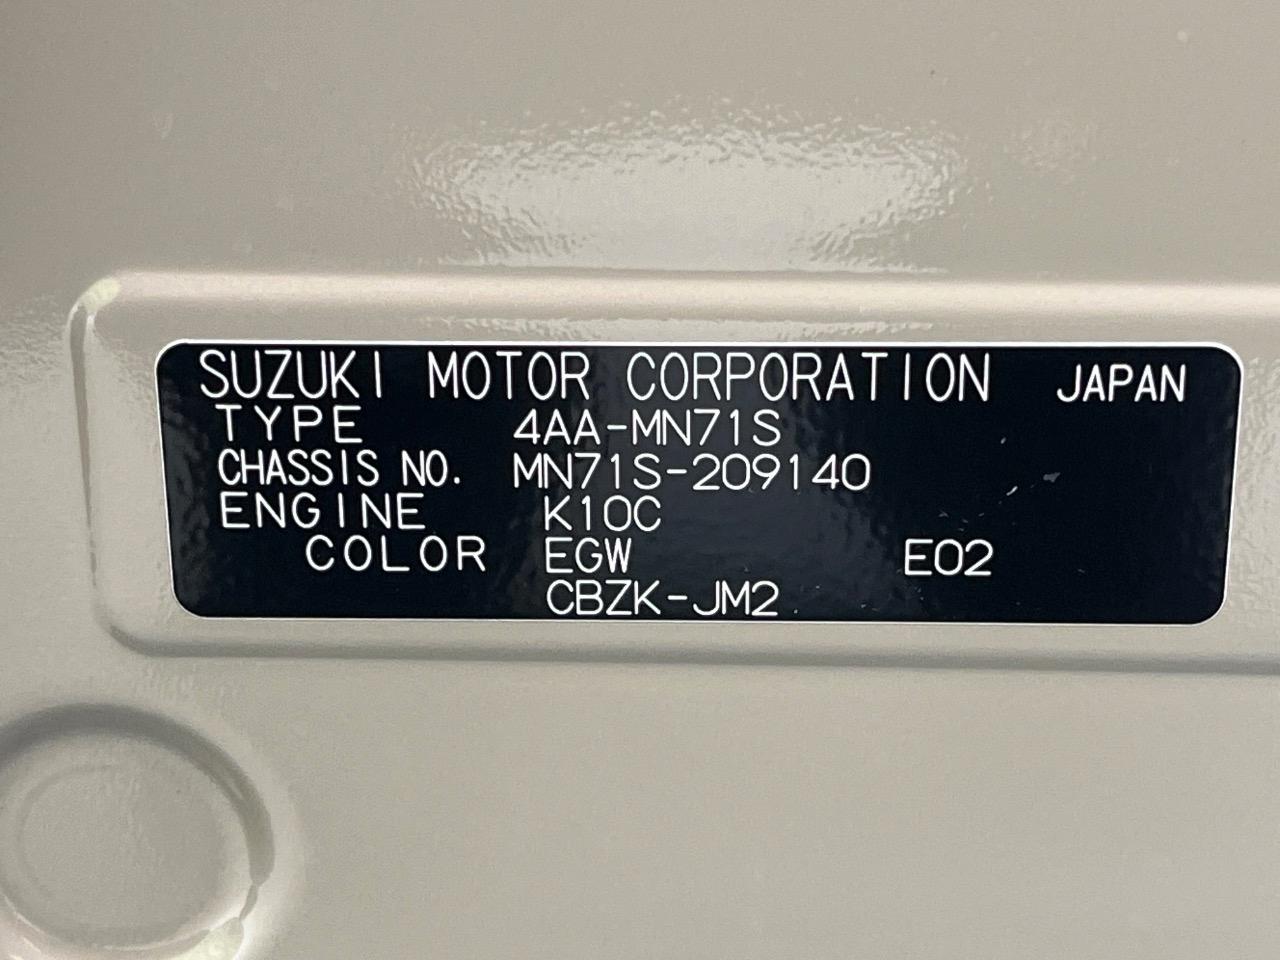 SUZUKI MOTOR CORPORATION JAPAN
TYPE 4AA-MN71S
CHASSIS NO. MN71S-209140
ENGINE K10C
COLOR EGW E02
CBZK-JM2